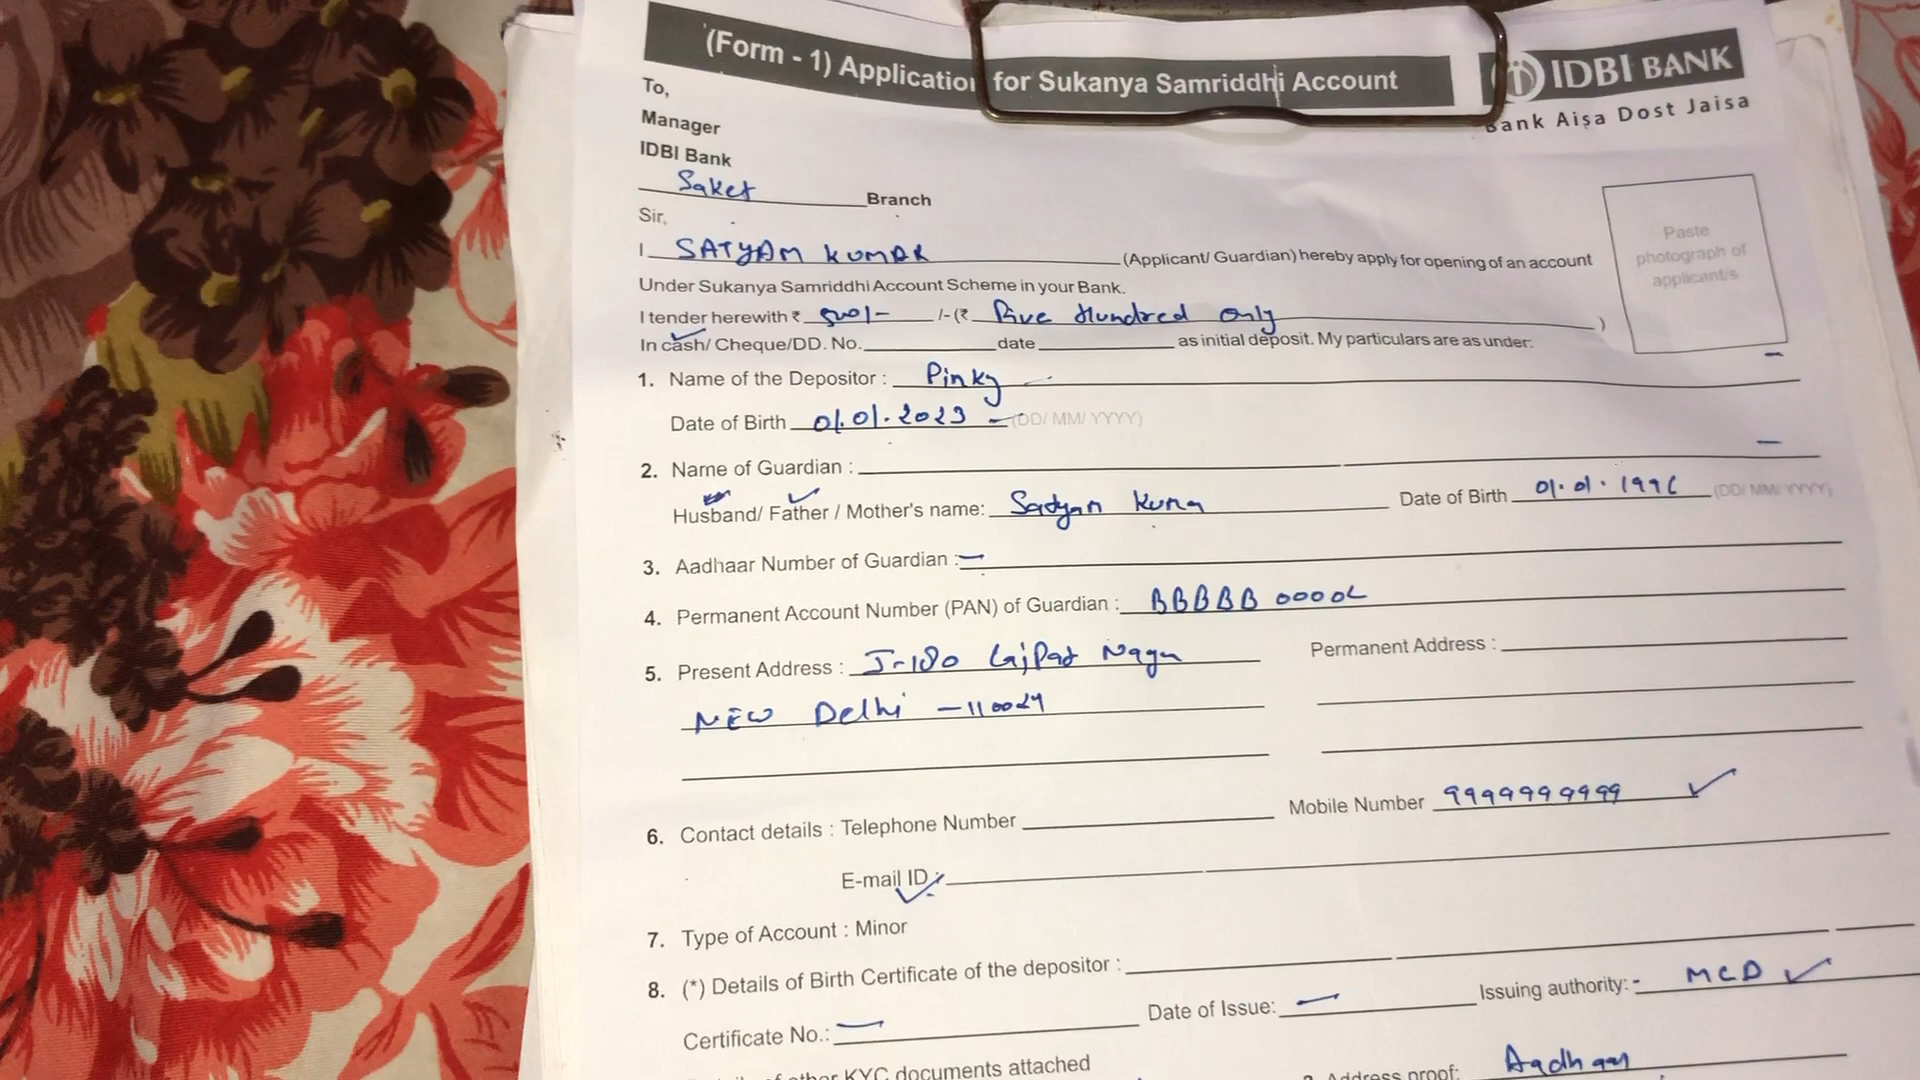 (Form - 1) Application for Sukanya Samriddhi Account
IDBI BANK
Bank Aisa Dost Jaisa
To,
Manager
IDBI Bank
Saket Branch
Sir,
I SATYAM KUMAR (Applicant/ Guardian) hereby apply for opening of an account
Under Sukanya Samriddhi Account Scheme in your Bank.
I tender herewith ₹ 500/- /-(₹ Five Hundred Only )
In cash/ Cheque/DD. No. date as initial deposit. My particulars are as under:
Paste
photograph of
applicant/s
1. Name of the Depositor : Pinky
Date of Birth 01.01.2023 (DD/ MM/ YYYY)
2. Name of Guardian :
Husband/ Father / Mother's name: Satyam Kumar Date of Birth 01.01.1996 (DD/ MM/ YYYY)
3. Aadhaar Number of Guardian : -
4. Permanent Account Number (PAN) of Guardian : BBBBB 0000L
5. Present Address : J-180 Lajpat Nagar Permanent Address :
NEW Delhi - 110024
6. Contact details : Telephone Number Mobile Number 9999999999
E-mail ID :
7. Type of Account : Minor
8. (*) Details of Birth Certificate of the depositor :
Certificate No.: - Date of Issue: - Issuing authority: - MCD
other KYC documents attached
Address proof: Aadhaar